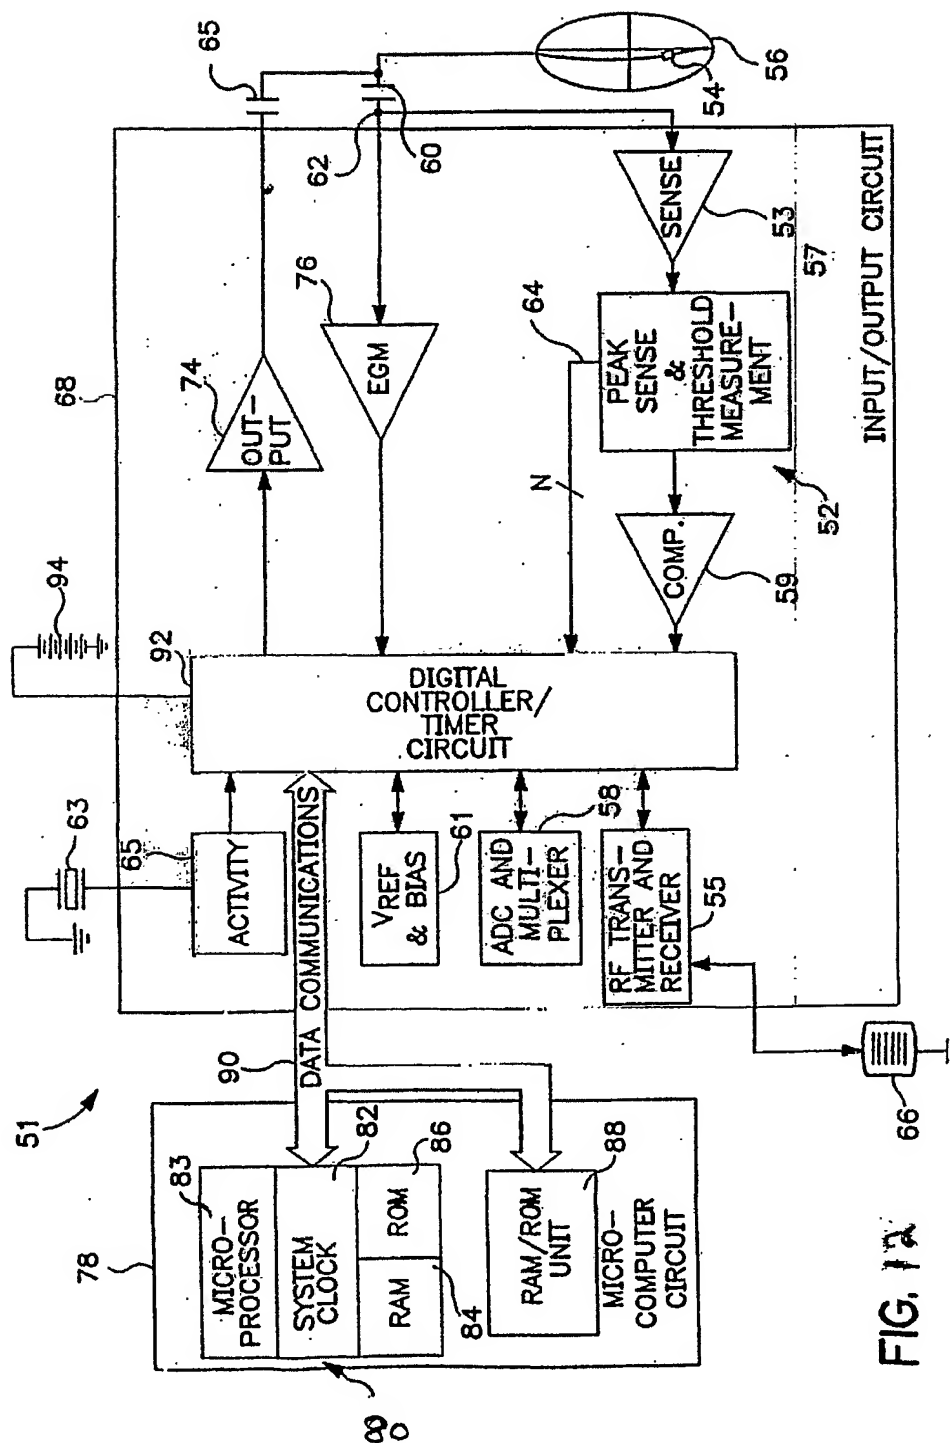 51
78
83
MICRO-
PROCESSOR
SYSTEM
CLOCK
82
RAM
ROM
84
86
80
RAM/ROM
UNIT
88
MICRO-
COMPUTER
CIRCUIT
90
DATA COMMUNICATIONS
63
65
ACTIVITY
VREF
& BIAS
61
ADC AND
MULTI-
PLEXER
58
RF TRANS-
MITTER AND
RECEIVER
55
66
94
92
DIGITAL
CONTROLLER/
TIMER
CIRCUIT
68
74
OUT-
PUT
76
EGM
N
64
COMP.
59
PEAK
SENSE
&
THRESHOLD
MEASURE-
MENT
52
SENSE
53
57
INPUT/OUTPUT CIRCUIT
65
62
60
54
56
FIG. 12